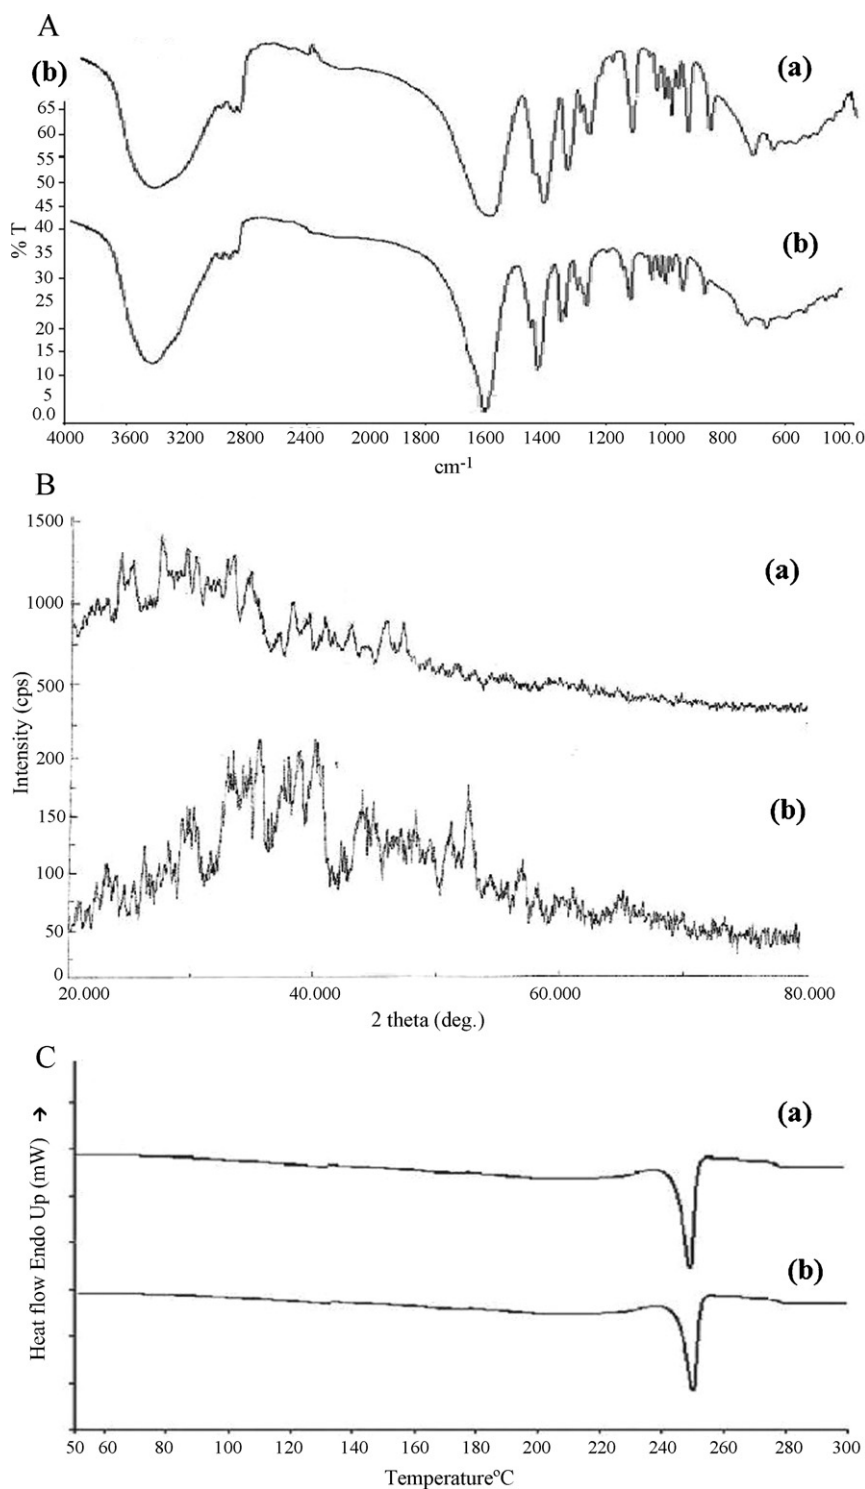 A
(b)
(a)
65
60
55
50
45
40
35
30
25
20
15
10
5
0.0
% T
(b)
4000 3600 3200 2800 2400 2000 1800 1600 1400 1200 1000 800 600 100.0
cm-1
B
1500
1000
500
200
150
100
50
0
Intensity (cps)
(a)
(b)
20.000 40.000 60.000 80.000
2 theta (deg.)
C
Heat flow Endo Up (mW) →
(a)
(b)
50 60 80 100 120 140 160 180 200 220 240 260 280 300
TemperatureºC